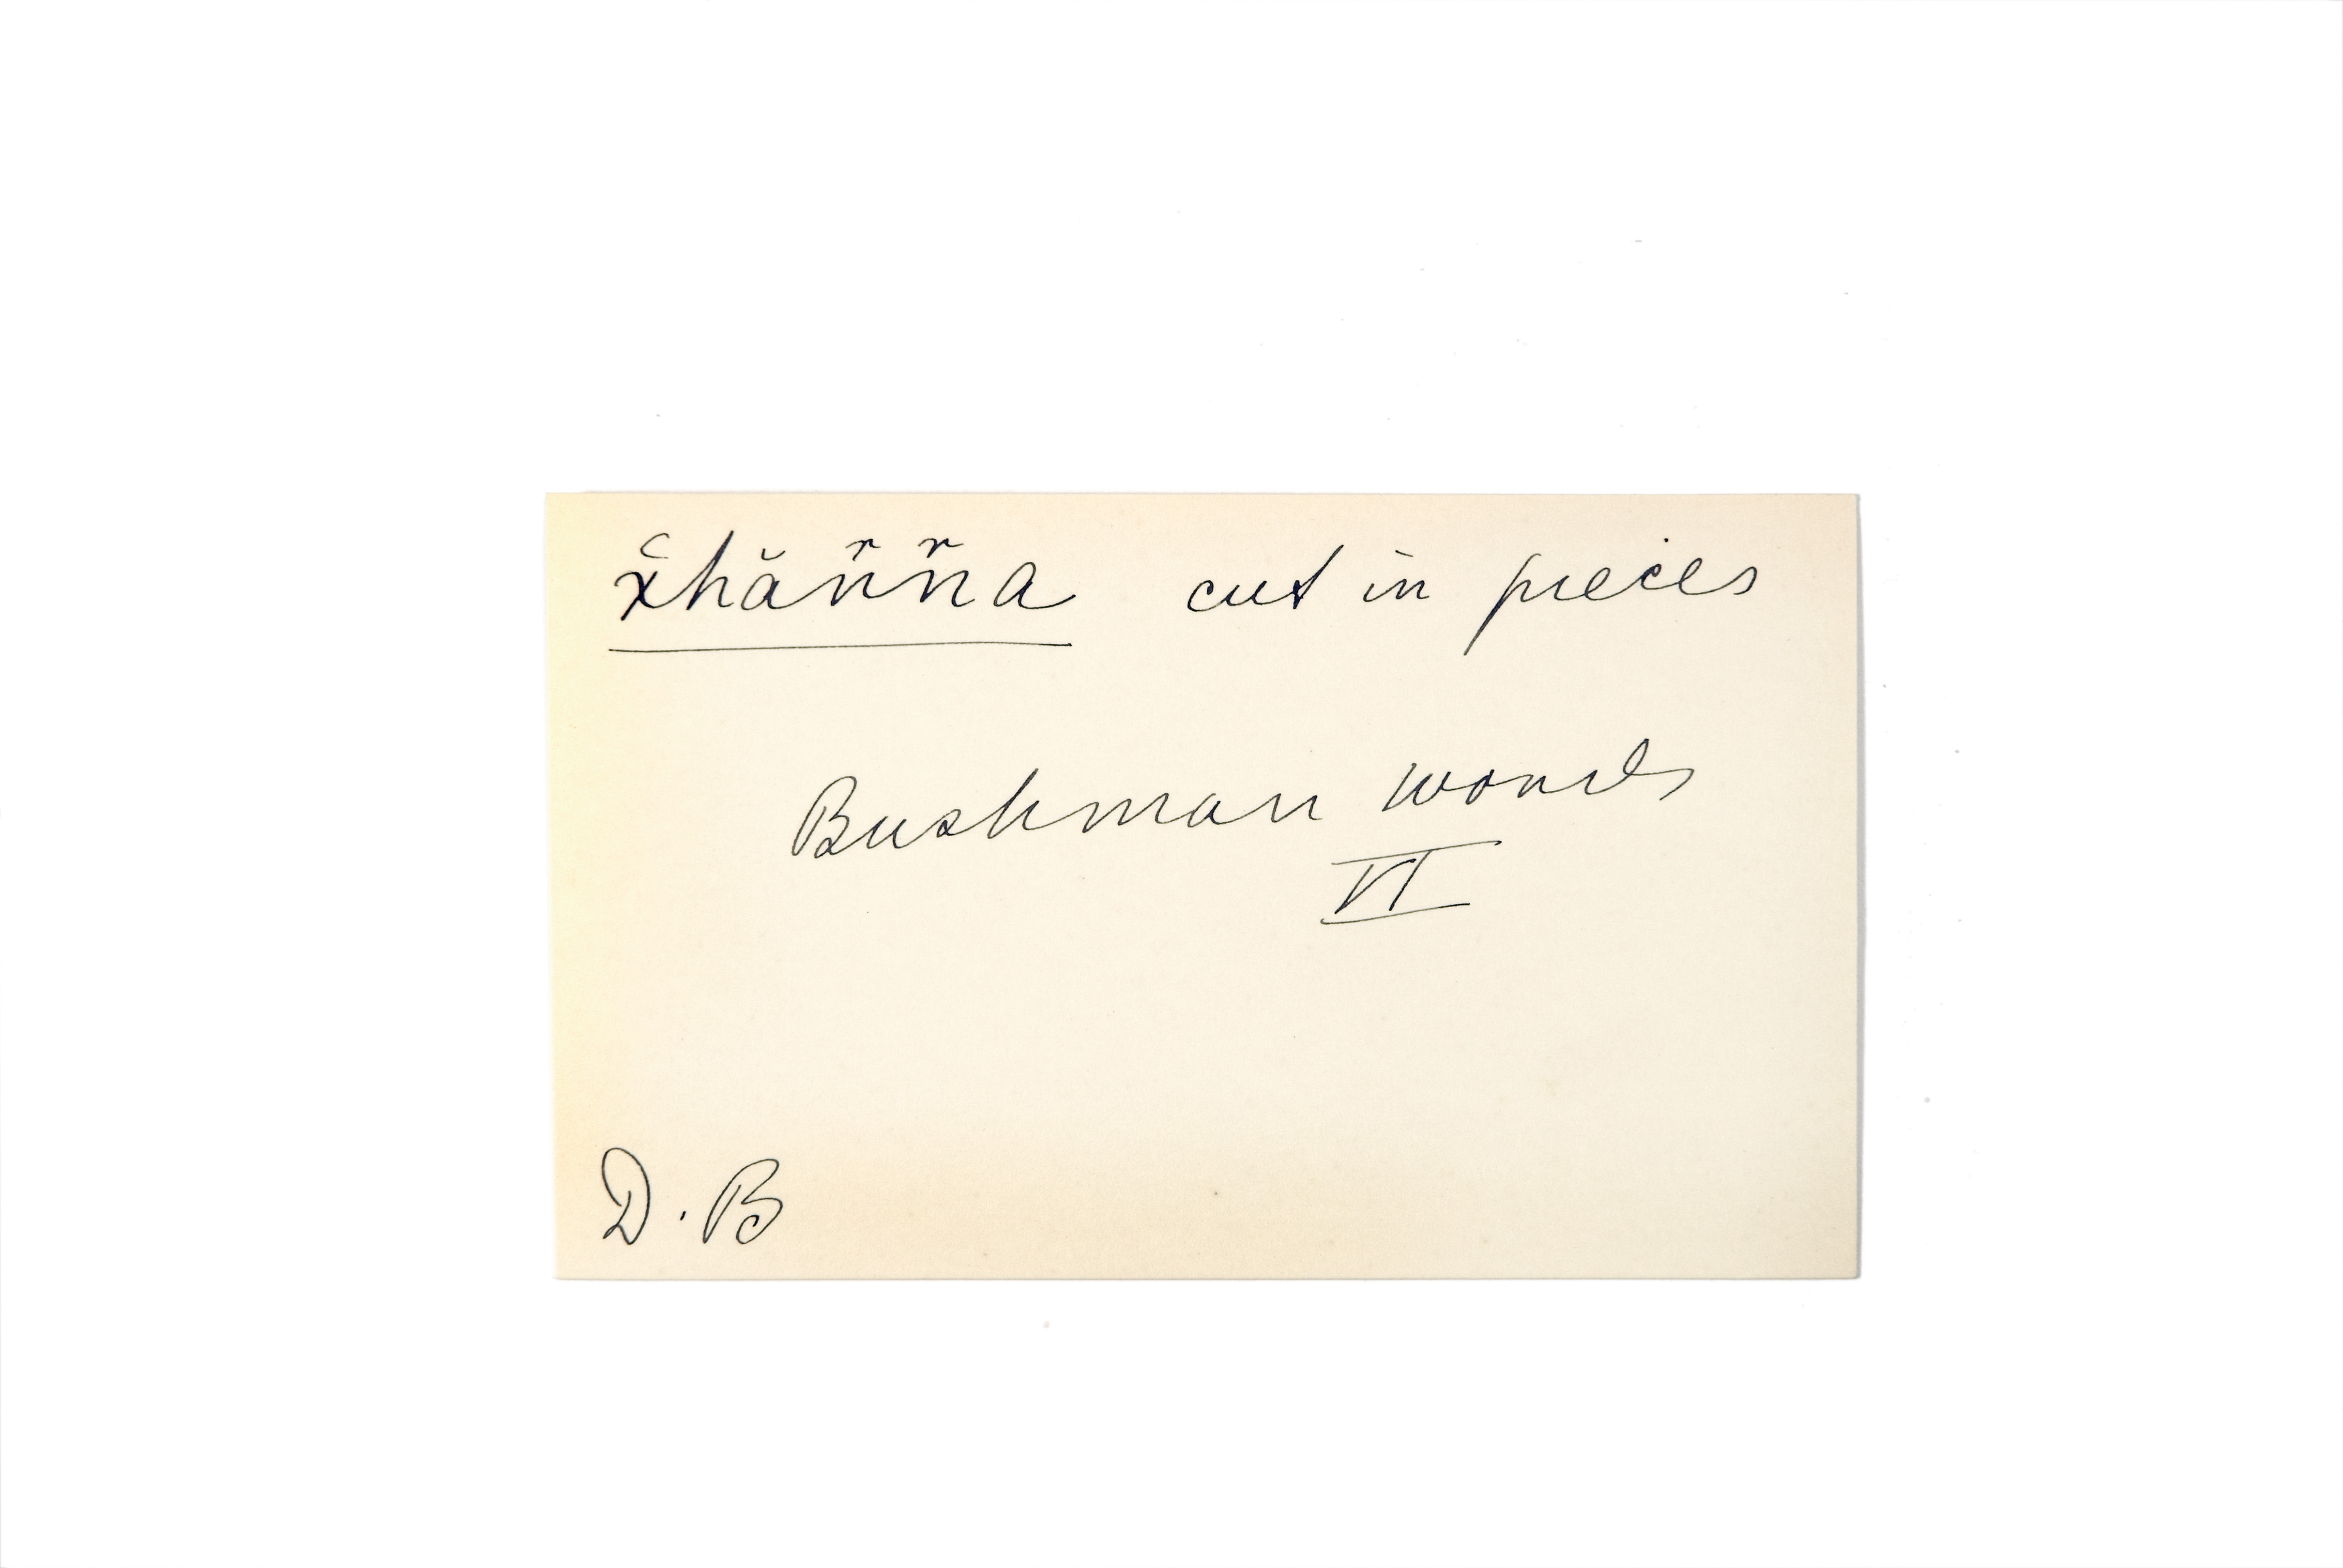 x̆hăn̈n̈a cut in pieces
Bushman words
VI
D. B